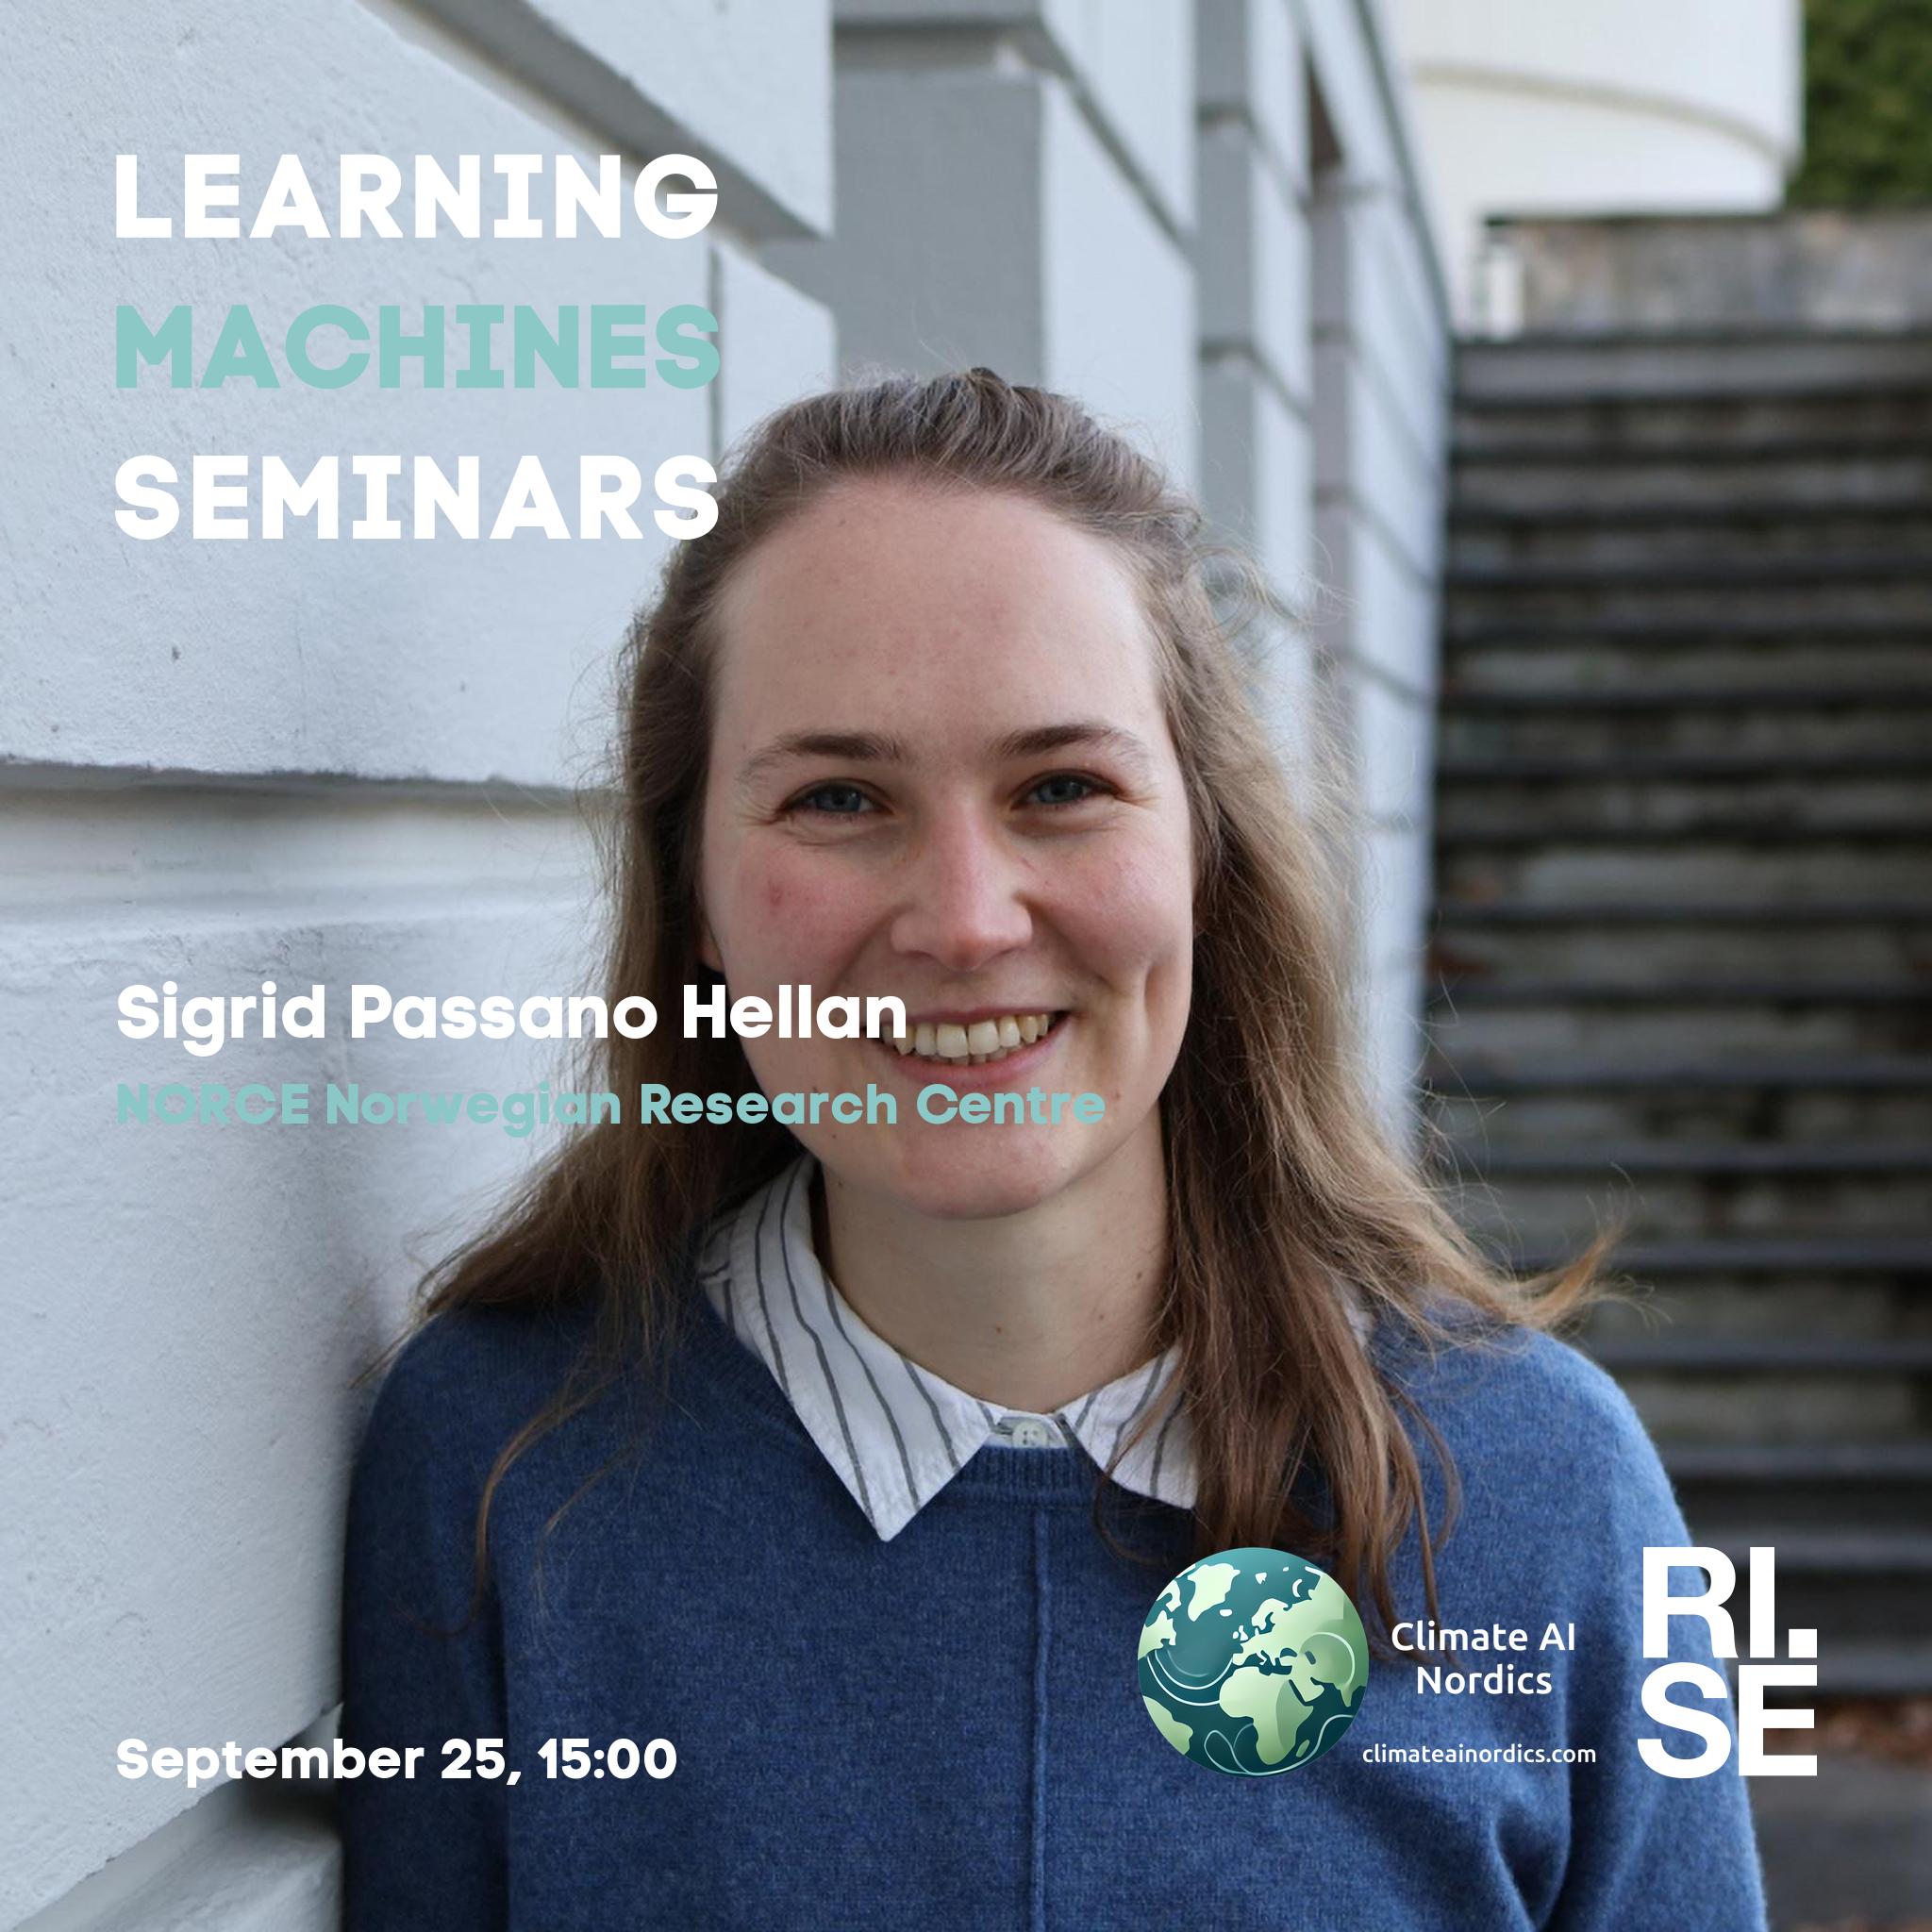 LEARNING
MACHINES
SEMINARS
Sigrid Passano Hellan
NORCE Norwegian Research Centre
Climate AI
Nordics
climateainordics.com
RI.
SE
September 25, 15:00